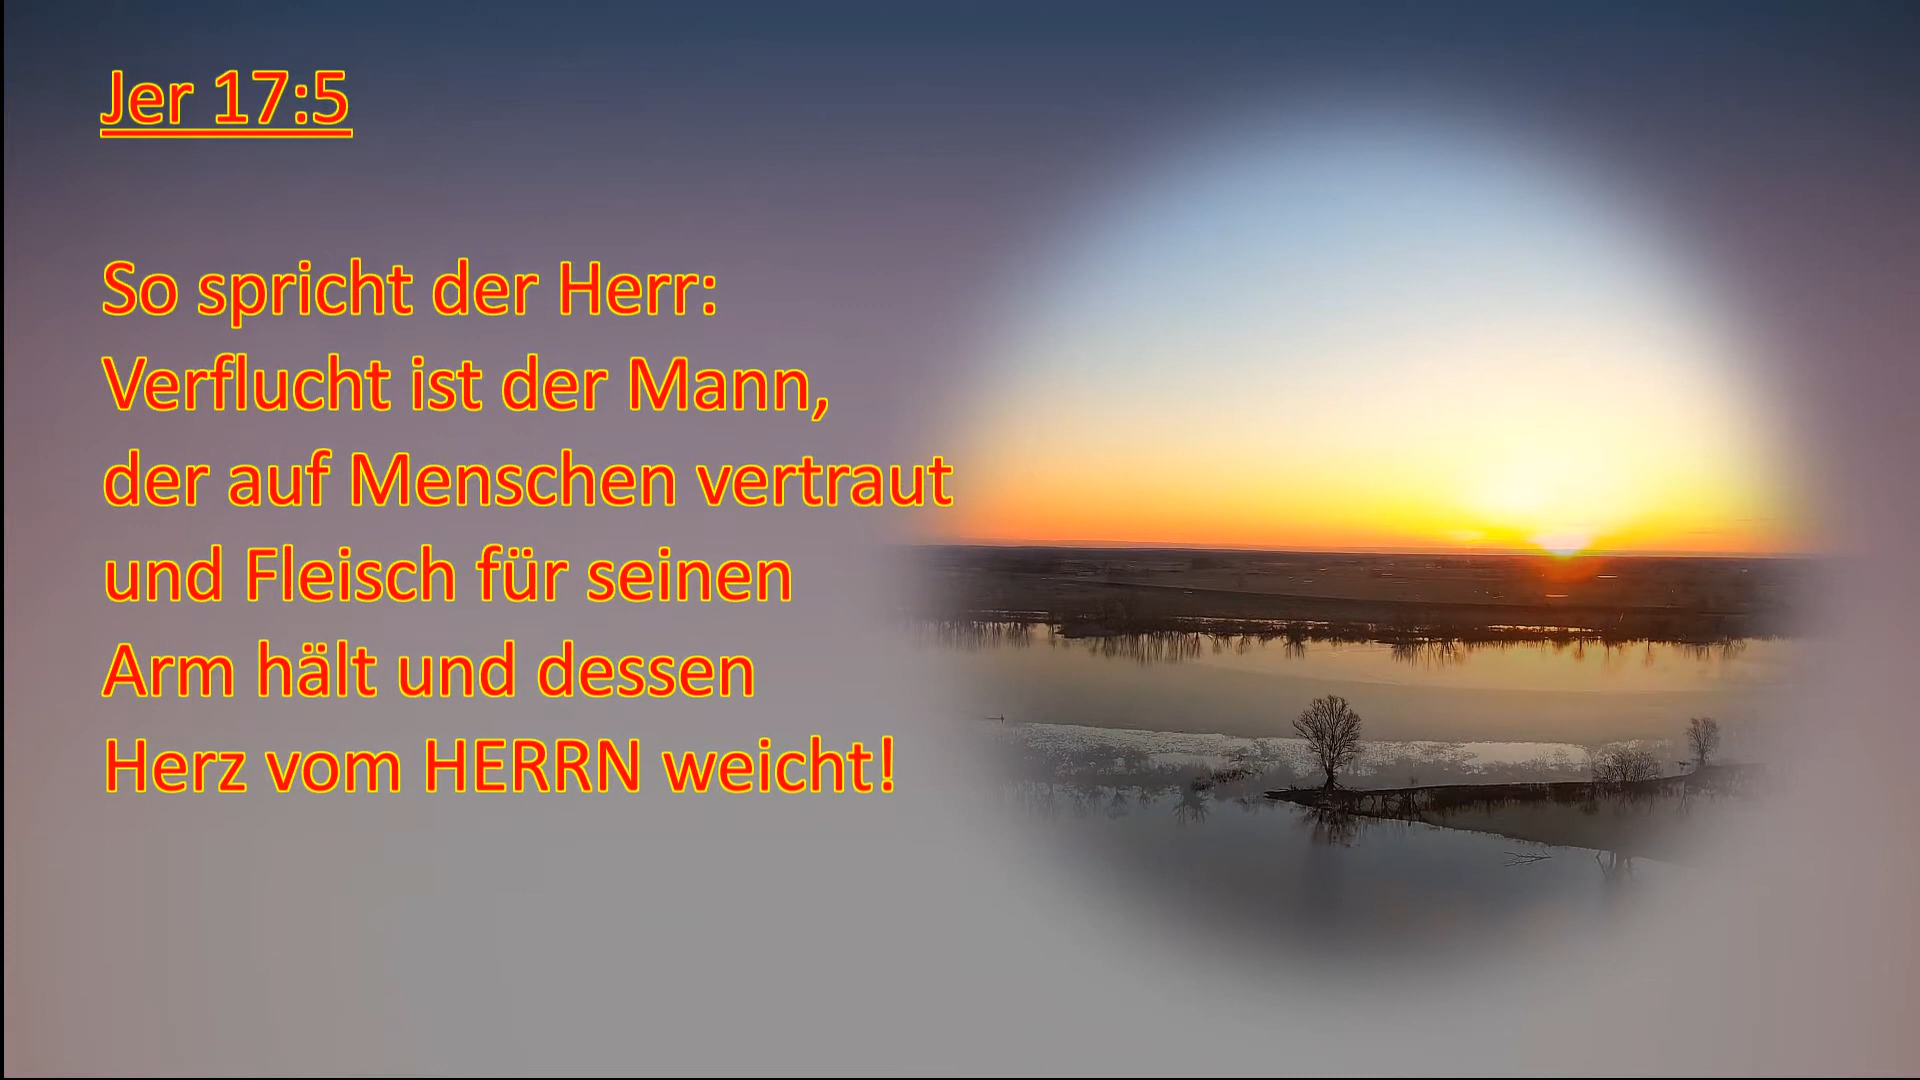 Jer 17:5
So spricht der Herr:
Verflucht ist der Mann,
der auf Menschen vertraut
und Fleisch für seinen
Arm hält und dessen
Herz vom HERRN weicht!